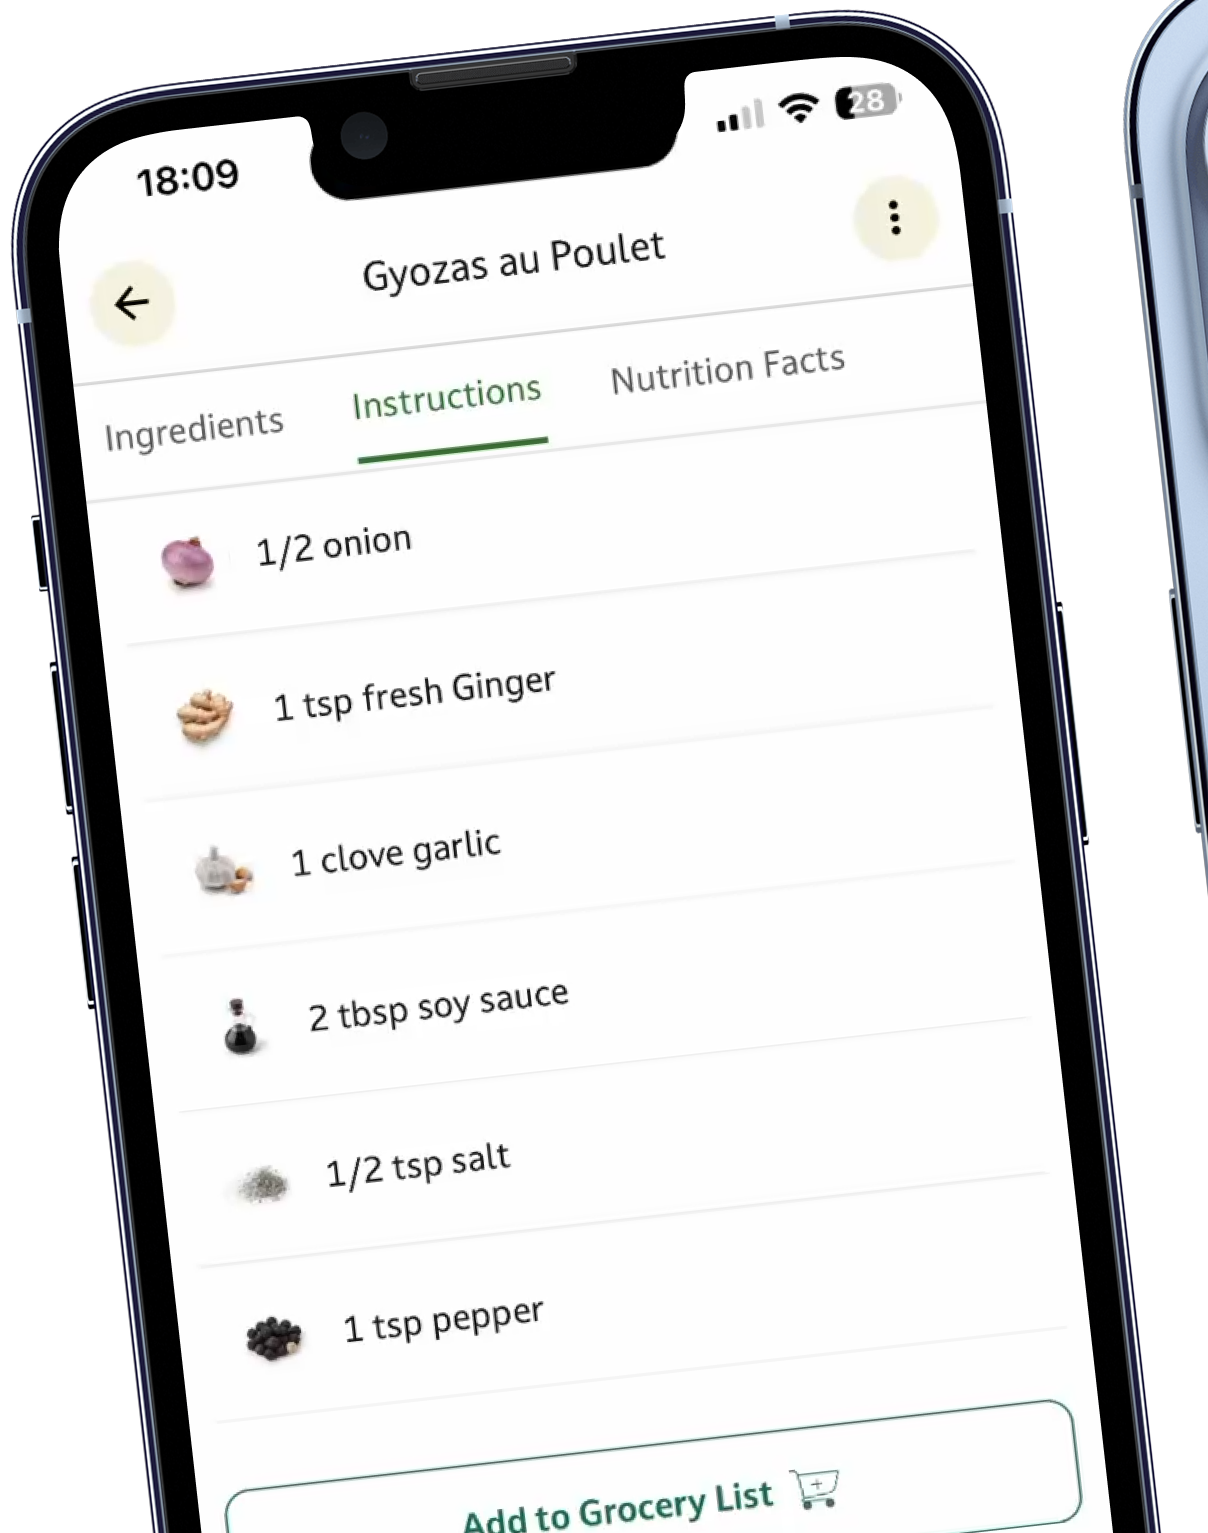 18:09
28
Gyozas au Poulet
Ingredients Instructions Nutrition Facts
1/2 onion
1 tsp fresh Ginger
1 clove garlic
2 tbsp soy sauce
1/2 tsp salt
1 tsp pepper
Add to Grocery List